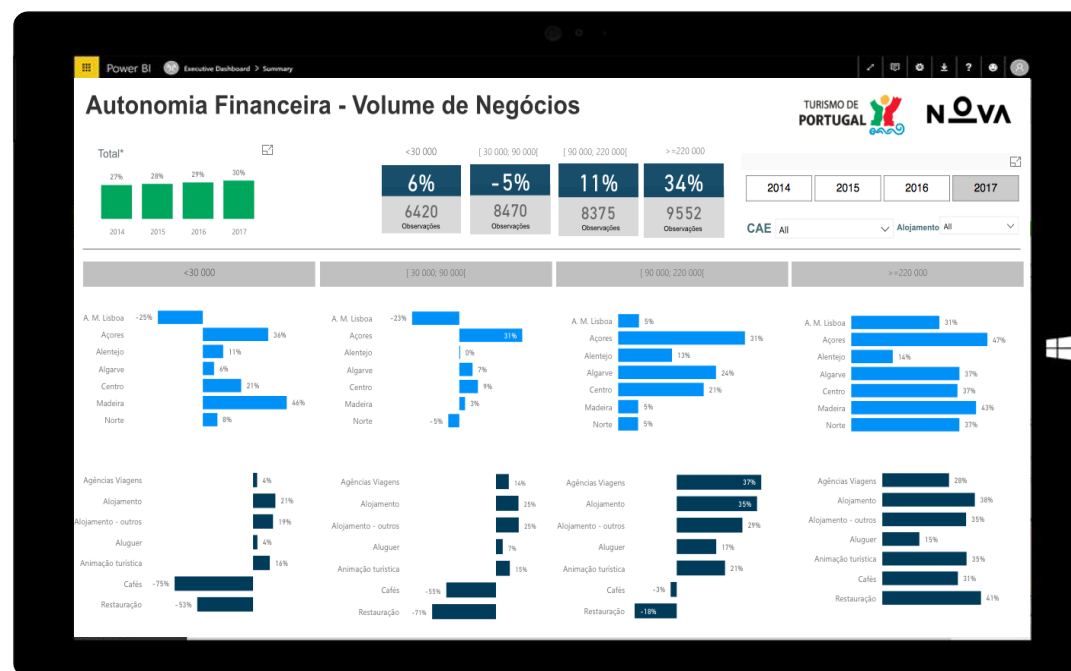 Power BI Executive Dashboard > Summary
?
Autonomia Financeira - Volume de Negócios
TURISMO DE
PORTUGAL
NOVA
Total*
27% 28% 29% 30%
2014 2015 2016 2017
<30 000 [ 30 000; 90 000[ [ 90 000; 220 000[ >=220 000
6% -5% 11% 34%
6420 8470 8375 9552
Observações Observações Observações Observações
2014 2015 2016 2017
CAE All Alojamento All
<30 000 [ 30 000; 90 000[ [ 90 000; 220 000[ >=220 000
A. M. Lisboa -25%
Açores 36%
Alentejo 11%
Algarve 6%
Centro 21%
Madeira 46%
Norte 8%
A. M. Lisboa -23%
Açores 31%
Alentejo 0%
Algarve 7%
Centro 9%
Madeira 3%
Norte -5%
A. M. Lisboa 5%
Açores 31%
Alentejo 13%
Algarve 24%
Centro 21%
Madeira 5%
Norte 5%
A. M. Lisboa 31%
Açores 47%
Alentejo 14%
Algarve 37%
Centro 37%
Madeira 43%
Norte 37%
Agências Viagens 4%
Alojamento 21%
Alojamento - outros 19%
Aluguer 4%
Animação turística 16%
Cafés -75%
Restauração -53%
Agências Viagens 14%
Alojamento 25%
Alojamento - outros 25%
Aluguer 7%
Animação turística 15%
Cafés -55%
Restauração -71%
Agências Viagens 37%
Alojamento 35%
Alojamento - outros 29%
Aluguer 17%
Animação turística 21%
Cafés -3%
Restauração -18%
Agências Viagens 28%
Alojamento 38%
Alojamento - outros 35%
Aluguer 15%
Animação turística 35%
Cafés 31%
Restauração 41%